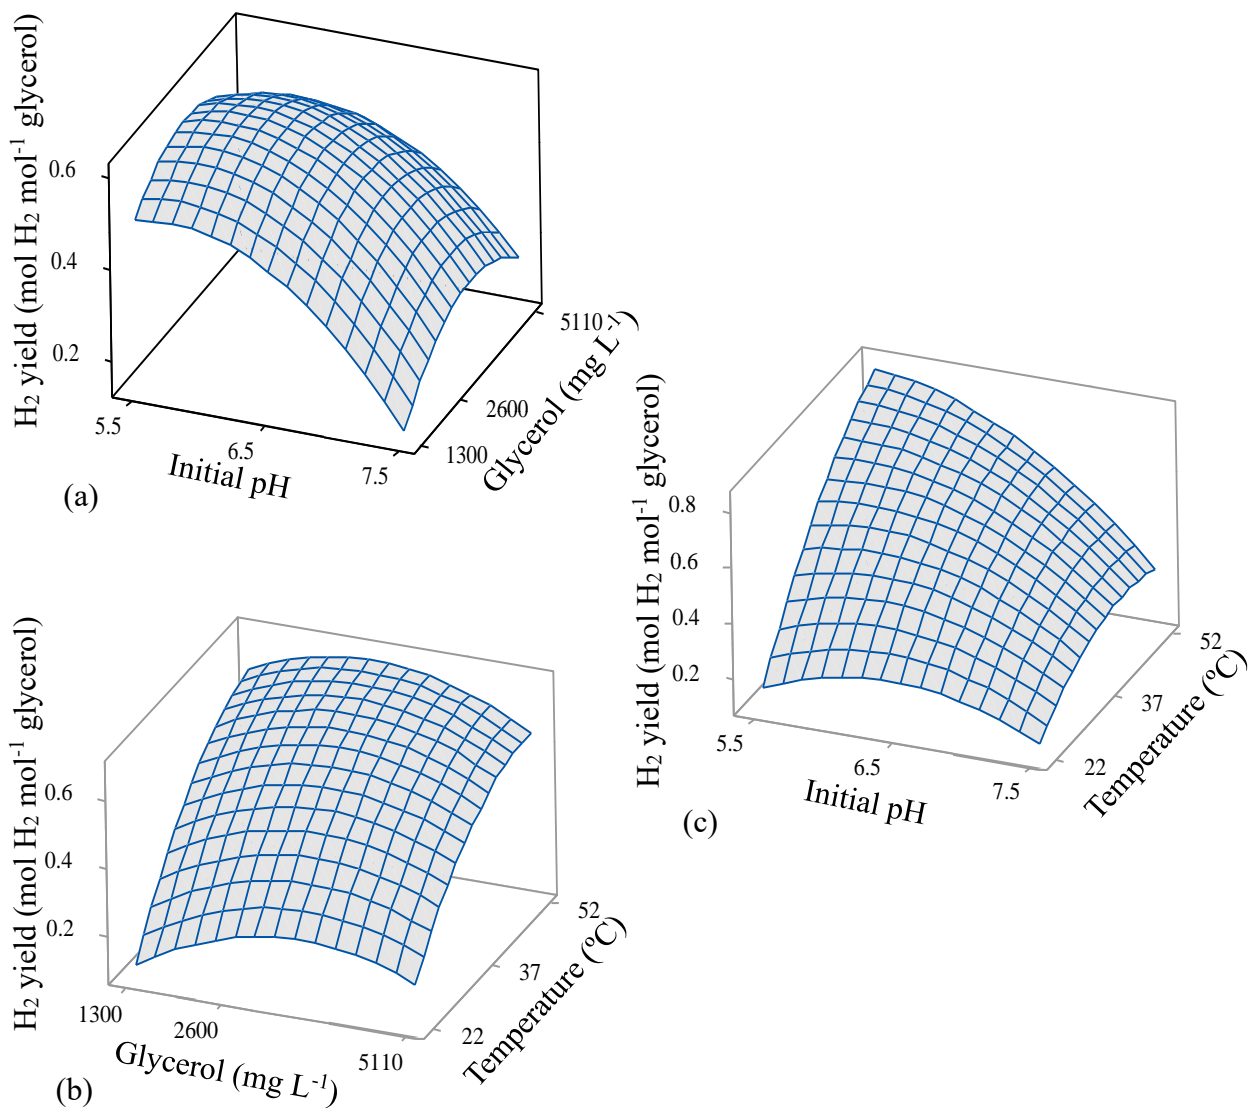 H₂ yield (mol H₂ mol⁻¹ glycerol)
0.6
0.4
0.2
5.5
6.5
7.5
Initial pH
1300
2600
5110
Glycerol (mg L⁻¹)
(a)
H₂ yield (mol H₂ mol⁻¹ glycerol)
0.6
0.4
0.2
1300
2600
5110
Glycerol (mg L⁻¹)
22
37
52
Temperature (ºC)
(b)
H₂ yield (mol H₂ mol⁻¹ glycerol)
0.8
0.6
0.4
0.2
5.5
6.5
7.5
Initial pH
22
37
52
Temperature (ºC)
(c)